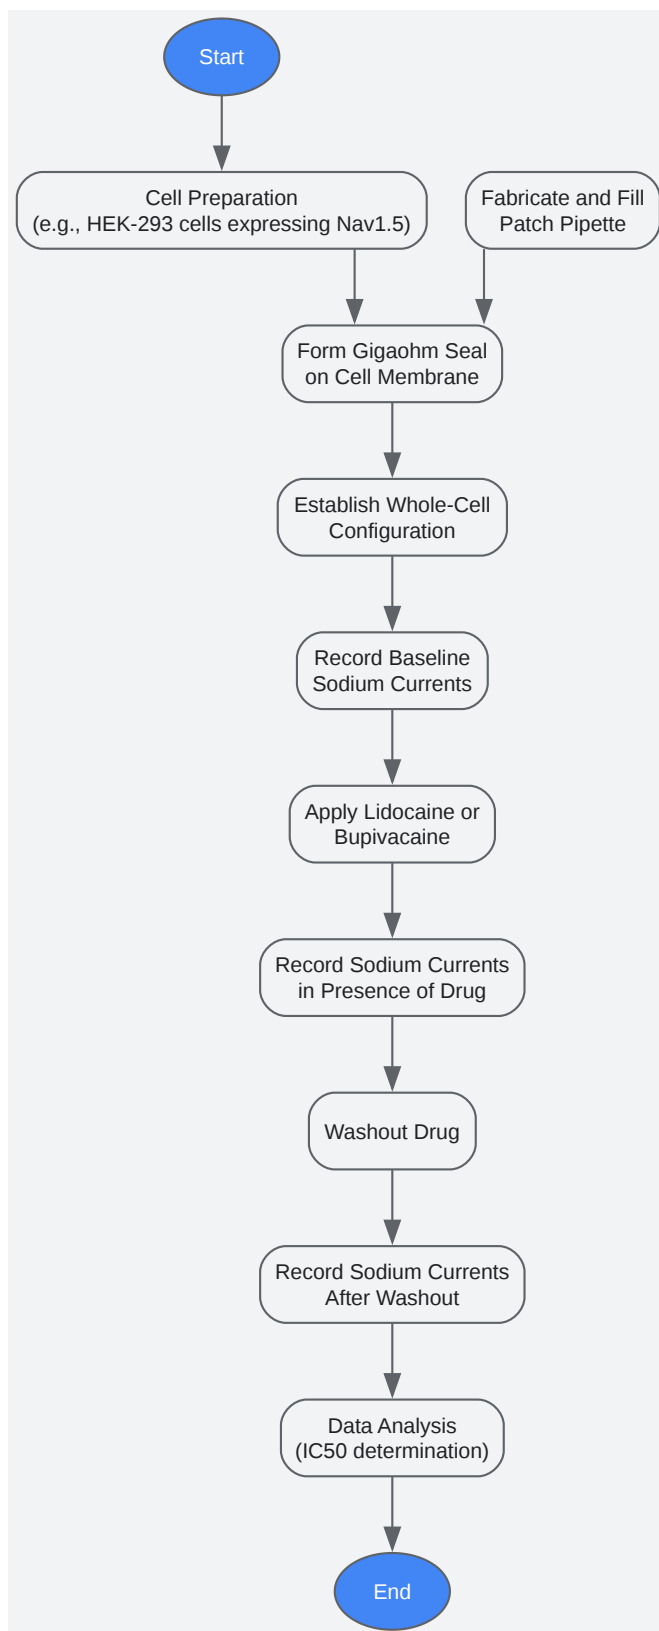 Start
Cell Preparation
(e.g., HEK-293 cells expressing Nav1.5)
Fabricate and Fill
Patch Pipette
Form Gigaohm Seal
on Cell Membrane
Establish Whole-Cell
Configuration
Record Baseline
Sodium Currents
Apply Lidocaine or
Bupivacaine
Record Sodium Currents
in Presence of Drug
Washout Drug
Record Sodium Currents
After Washout
Data Analysis
(IC50 determination)
End